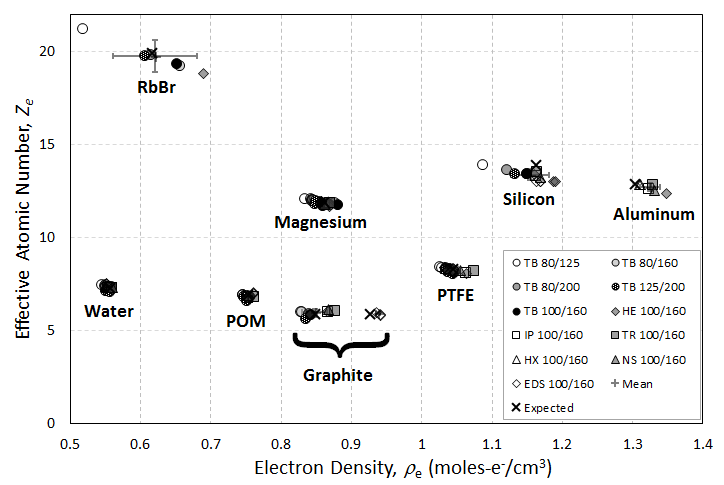 20
15
10
5
0
0.5 0.6 0.7 0.8 0.9 1 1.1 1.2 1.3 1.4
Effective Atomic Number, Zₑ
Electron Density, ρₑ (moles-e⁻/cm³)
RbBr
Magnesium
Silicon
Aluminum
Water
POM
Graphite
PTFE
TB 80/125 TB 80/160
TB 80/200 TB 125/200
TB 100/160 HE 100/160
IP 100/160 TR 100/160
HX 100/160 NS 100/160
EDS 100/160 Mean
Expected